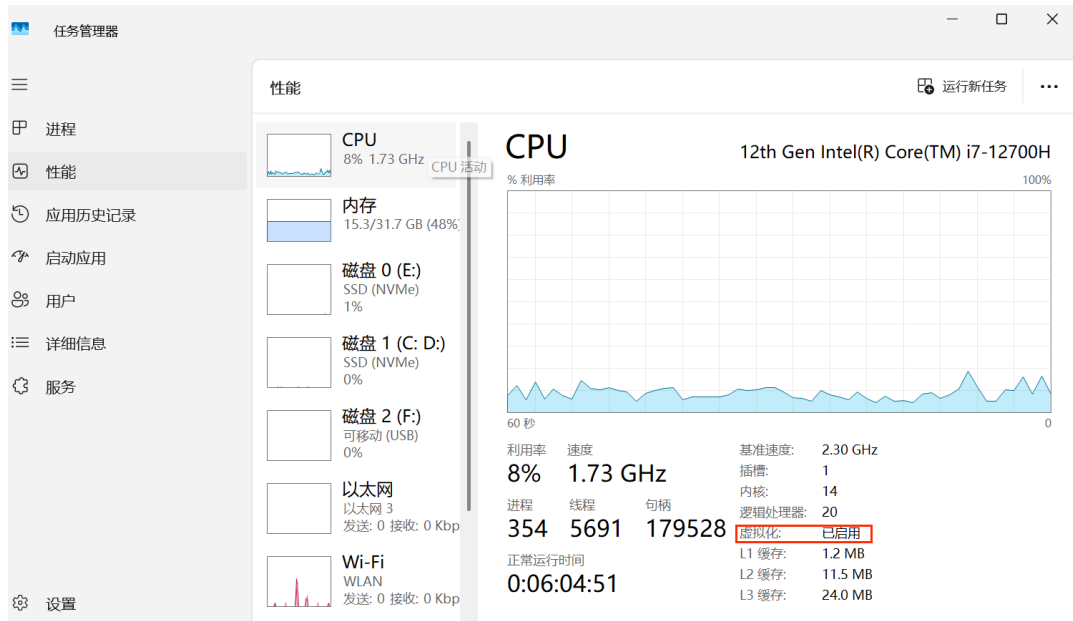 任务管理器
性能
运行新任务
进程
性能
应用历史记录
启动应用
用户
详细信息
服务
设置
CPU
8% 1.73 GHz
CPU 活动
内存
15.3/31.7 GB (48%)
磁盘 0 (E:)
SSD (NVMe)
1%
磁盘 1 (C: D:)
SSD (NVMe)
0%
磁盘 2 (F:)
可移动 (USB)
0%
以太网
以太网 3
发送: 0 接收: 0 Kbp
Wi-Fi
WLAN
发送: 0 接收: 0 Kbp
CPU
12th Gen Intel(R) Core(TM) i7-12700H
% 利用率
100%
60 秒
0
利用率 速度
8% 1.73 GHz
进程 线程 句柄
354 5691 179528
正常运行时间
0:06:04:51
基准速度: 2.30 GHz
插槽: 1
内核: 14
逻辑处理器: 20
虚拟化: 已启用
L1 缓存: 1.2 MB
L2 缓存: 11.5 MB
L3 缓存: 24.0 MB